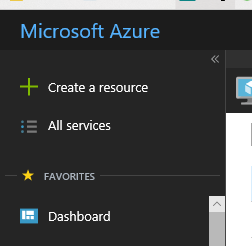 Microsoft Azure
Create a resource
All services
FAVORITES
Dashboard